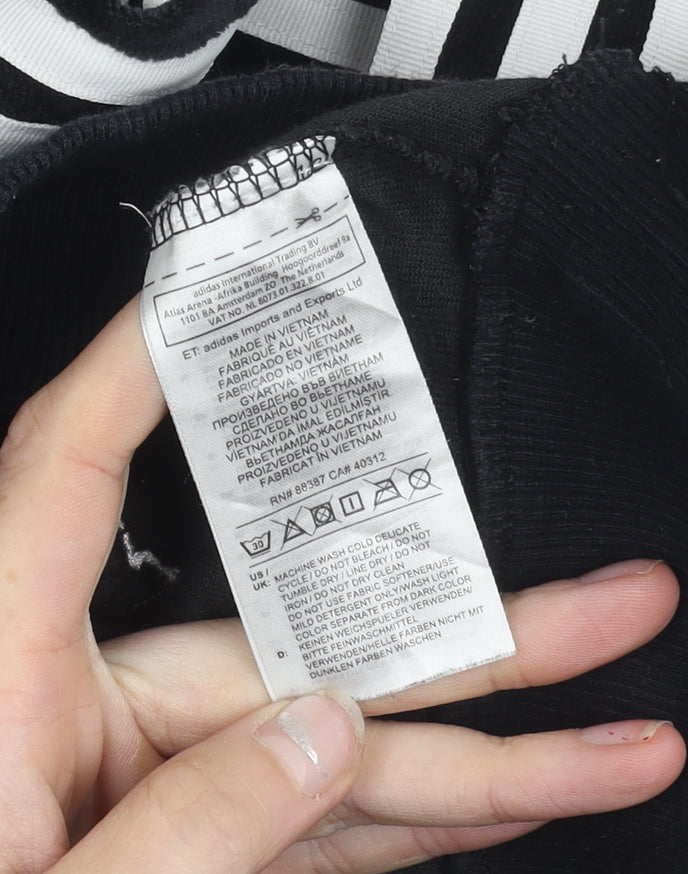 adidas International Trading BV
Atlas Arena -Afrika Building Hoogoorddreef 9a
1101 BA Amsterdam ZO The Netherlands
VAT NO. NL 6073.01.322.B.01
ET: adidas Imports and Exports Ltd
MADE IN VIETNAM
FABRIQUÉ AU VIÊTNAM
FABRICADO EN VIETNAM
FABRICADO NO VIETNAME
GYÁRTVA: VIETNÁM
ПРОИЗВЕДЕНО ВЪВ ВИЕТНАМ
СДЕЛАНО ВО ВЬЕТНАМЕ
PROIZVEDENO U VIJETNAMU
VİETNAM'DA IMAL EDİLMİŞTİR
ВЬЕТНАМДА ЖАСАЛҒАН
PROIZVEDENO U VIJETNAMU
FABRICAT ÎN VIETNAM
RN# 88387 CA# 40312
30
US / UK: MACHINE WASH COLD DELICATE
CYCLE / DO NOT BLEACH / DO NOT
TUMBLE DRY / LINE DRY / DO NOT
IRON / DO NOT DRY CLEAN
DO NOT USE FABRIC SOFTENER/USE
MILD DETERGENT ONLY/WASH LIGHT
COLOR SEPARATE FROM DARK COLOR
D: KEINEN WEICHSPÜLER VERWENDEN/
BITTE FEINWASCHMITTEL
VERWENDEN/HELLE FARBEN NICHT MIT
DUNKLEN FARBEN WASCHEN